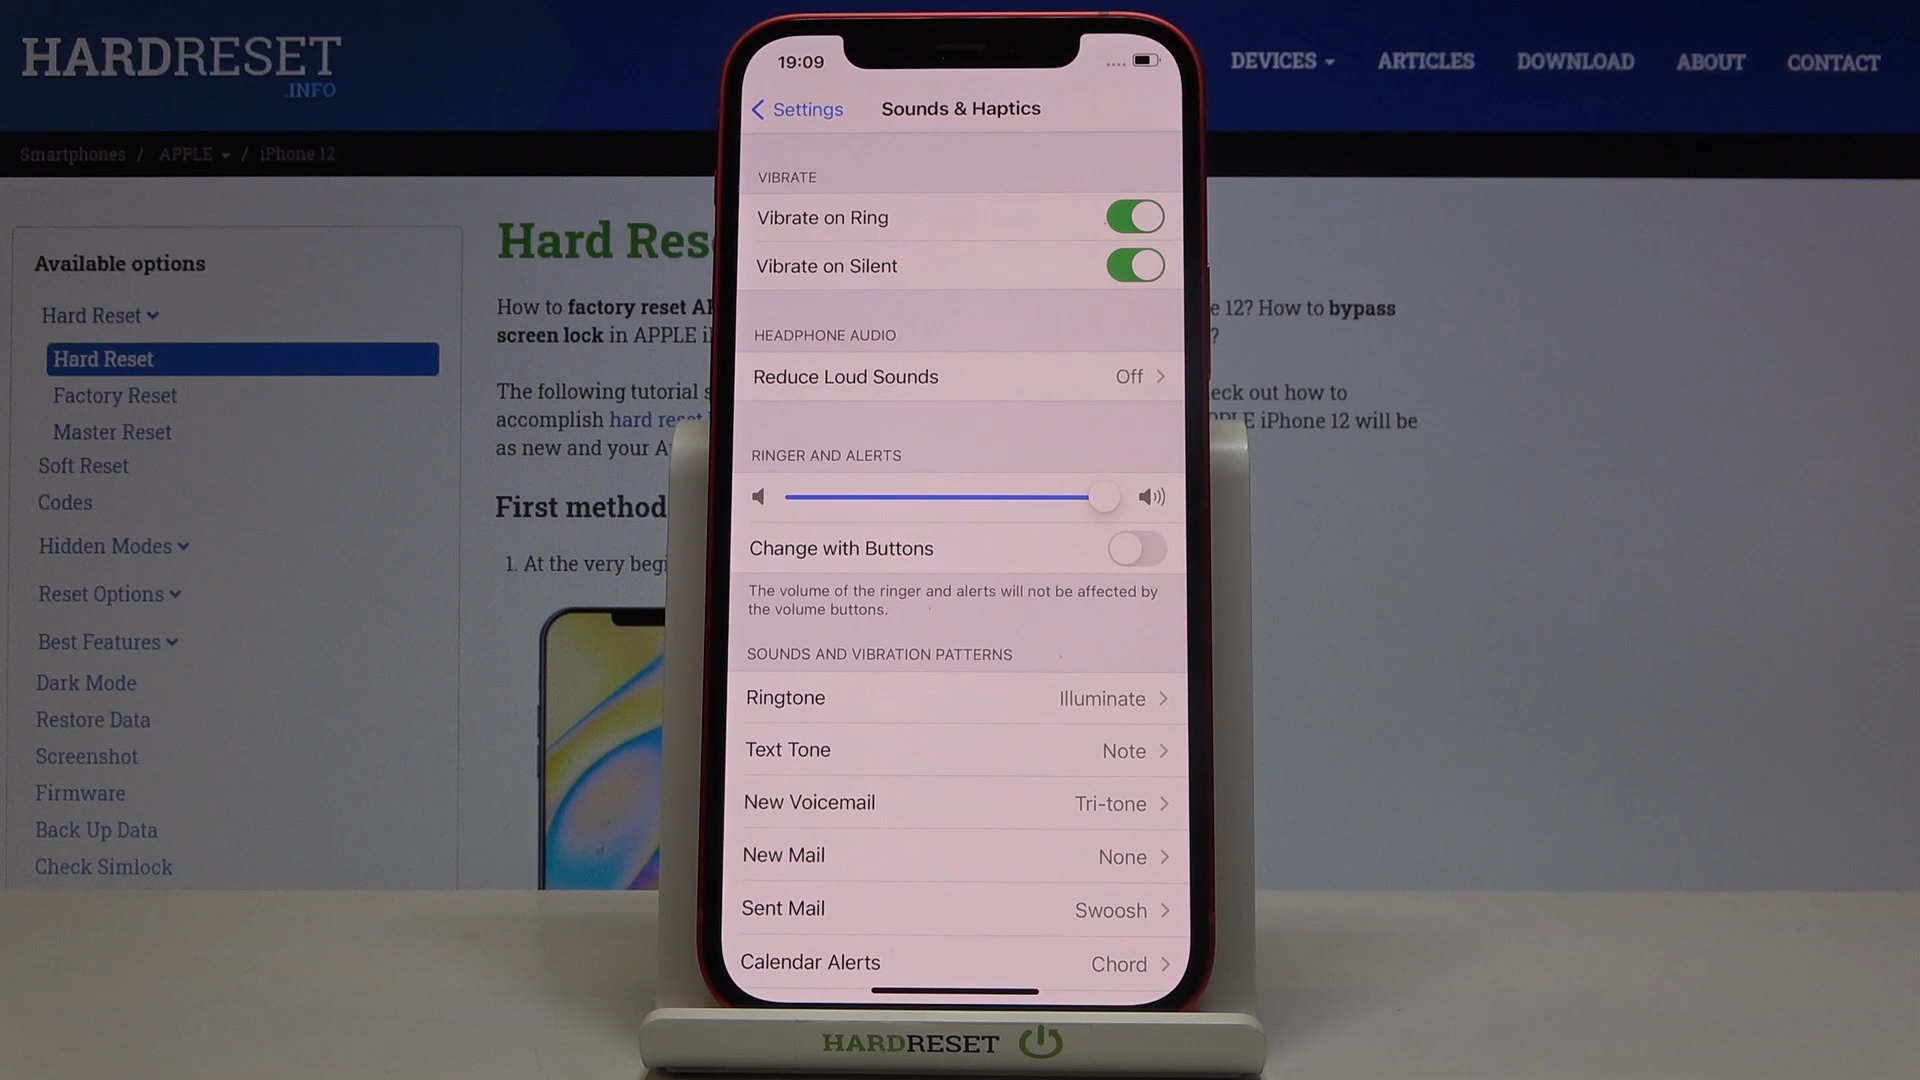 HARDRESET
.INFO
DEVICES
ARTICLES
DOWNLOAD
ABOUT
CONTACT
Smartphones / APPLE / iPhone 12
Available options
Hard Reset
Hard Reset
Factory Reset
Master Reset
Soft Reset
Codes
Hidden Modes
Reset Options
Best Features
Dark Mode
Restore Data
Screenshot
Firmware
Back Up Data
Check Simlock
Hard Res
How to factory reset AP
e 12? How to bypass
screen lock in APPLE i
?
The following tutorial s
eck out how to
accomplish hard reset
PPLE iPhone 12 will be
as new and your A
First method
1. At the very begi
19:09
Settings
Sounds & Haptics
VIBRATE
Vibrate on Ring
Vibrate on Silent
HEADPHONE AUDIO
Reduce Loud Sounds Off
RINGER AND ALERTS
Change with Buttons
The volume of the ringer and alerts will not be affected by
the volume buttons.
SOUNDS AND VIBRATION PATTERNS
Ringtone Illuminate
Text Tone Note
New Voicemail Tri-tone
New Mail None
Sent Mail Swoosh
Calendar Alerts Chord
HARDRESET